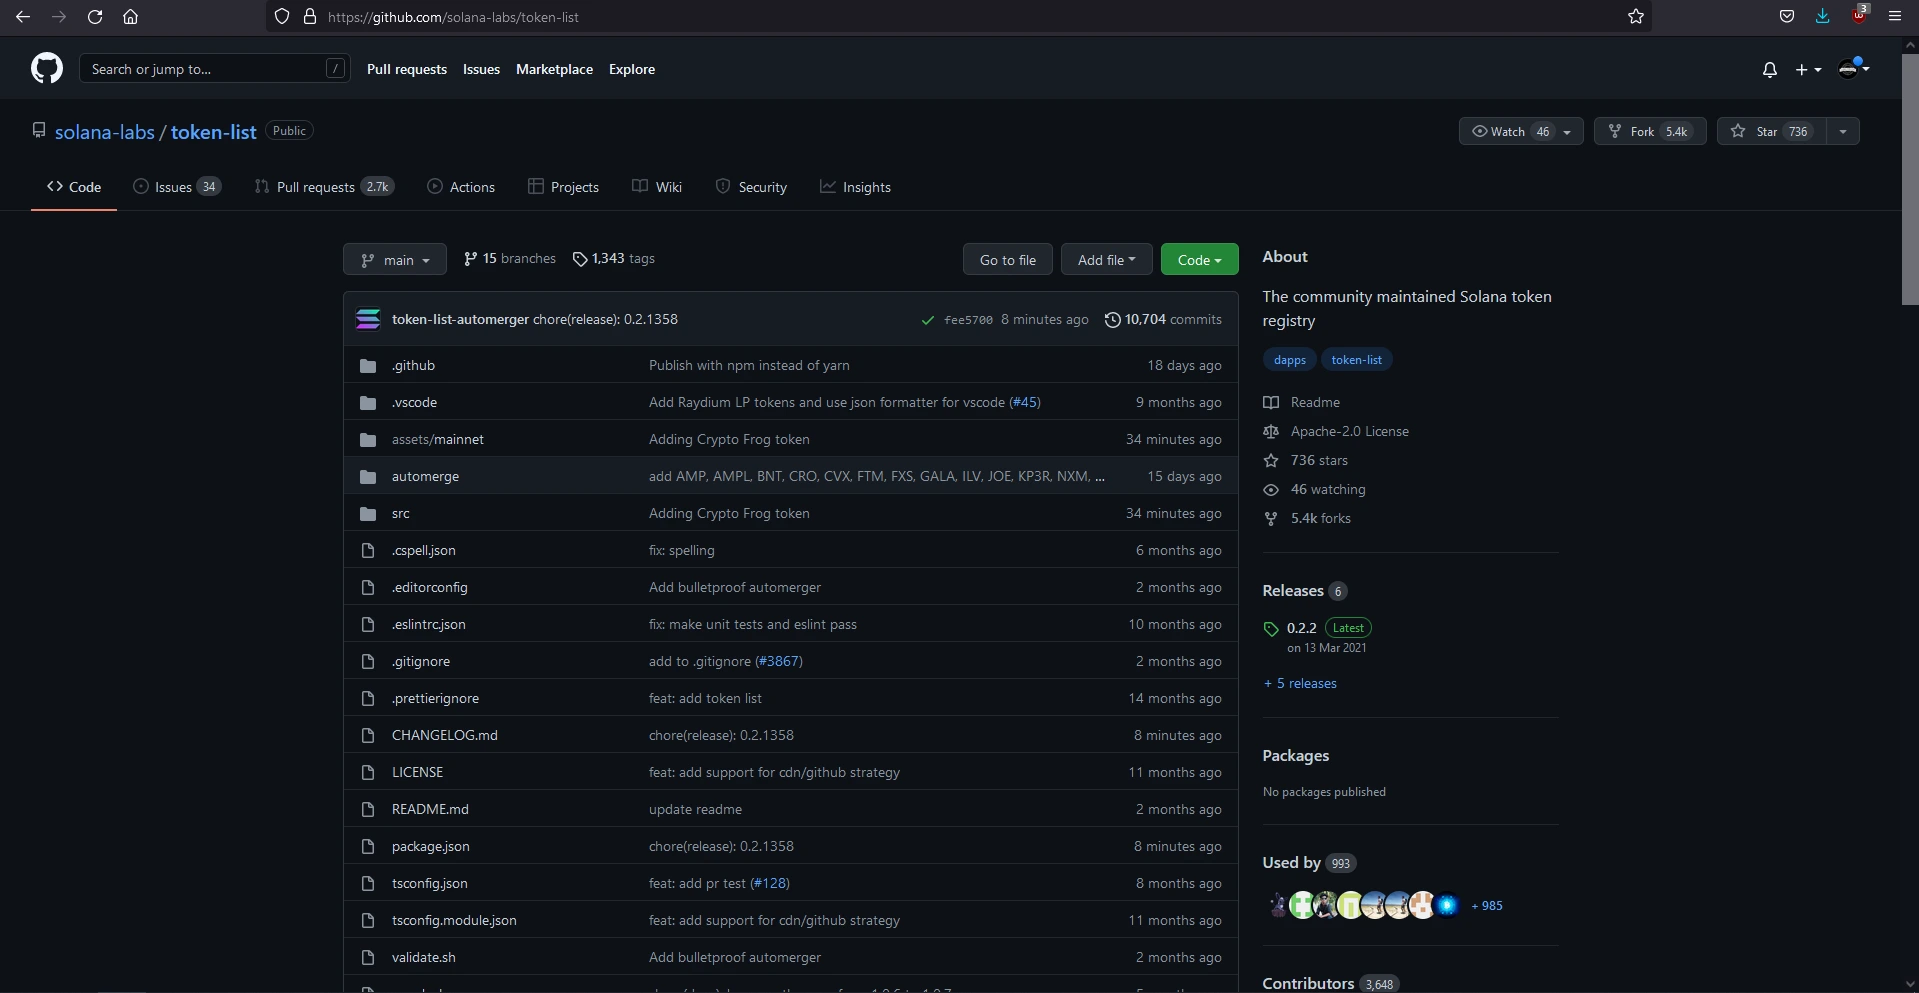 https://github.com/solana-labs/token-list
3
Search or jump to... /
Pull requests Issues Marketplace Explore
solana-labs / token-list Public
Watch 46 Fork 5.4k Star 736
Code Issues 34 Pull requests 2.7k Actions Projects Wiki Security Insights
main 15 branches 1,343 tags Go to file Add file Code
token-list-automerger chore(release): 0.2.1358 fee5700 8 minutes ago 10,704 commits
.github Publish with npm instead of yarn 18 days ago
.vscode Add Raydium LP tokens and use json formatter for vscode (#45) 9 months ago
assets/mainnet Adding Crypto Frog token 34 minutes ago
automerge add AMP, AMPL, BNT, CRO, CVX, FTM, FXS, GALA, ILV, JOE, KP3R, NXM, ... 15 days ago
src Adding Crypto Frog token 34 minutes ago
.cspell.json fix: spelling 6 months ago
.editorconfig Add bulletproof automerger 2 months ago
.eslintrc.json fix: make unit tests and eslint pass 10 months ago
.gitignore add to .gitignore (#3867) 2 months ago
.prettierignore feat: add token list 14 months ago
CHANGELOG.md chore(release): 0.2.1358 8 minutes ago
LICENSE feat: add support for cdn/github strategy 11 months ago
README.md update readme 2 months ago
package.json chore(release): 0.2.1358 8 minutes ago
tsconfig.json feat: add pr test (#128) 8 months ago
tsconfig.module.json feat: add support for cdn/github strategy 11 months ago
validate.sh Add bulletproof automerger 2 months ago
About
The community maintained Solana token
registry
dapps token-list
Readme
Apache-2.0 License
736 stars
46 watching
5.4k forks
Releases 6
0.2.2 Latest
on 13 Mar 2021
+ 5 releases
Packages
No packages published
Used by 993
+ 985
Contributors 3,648